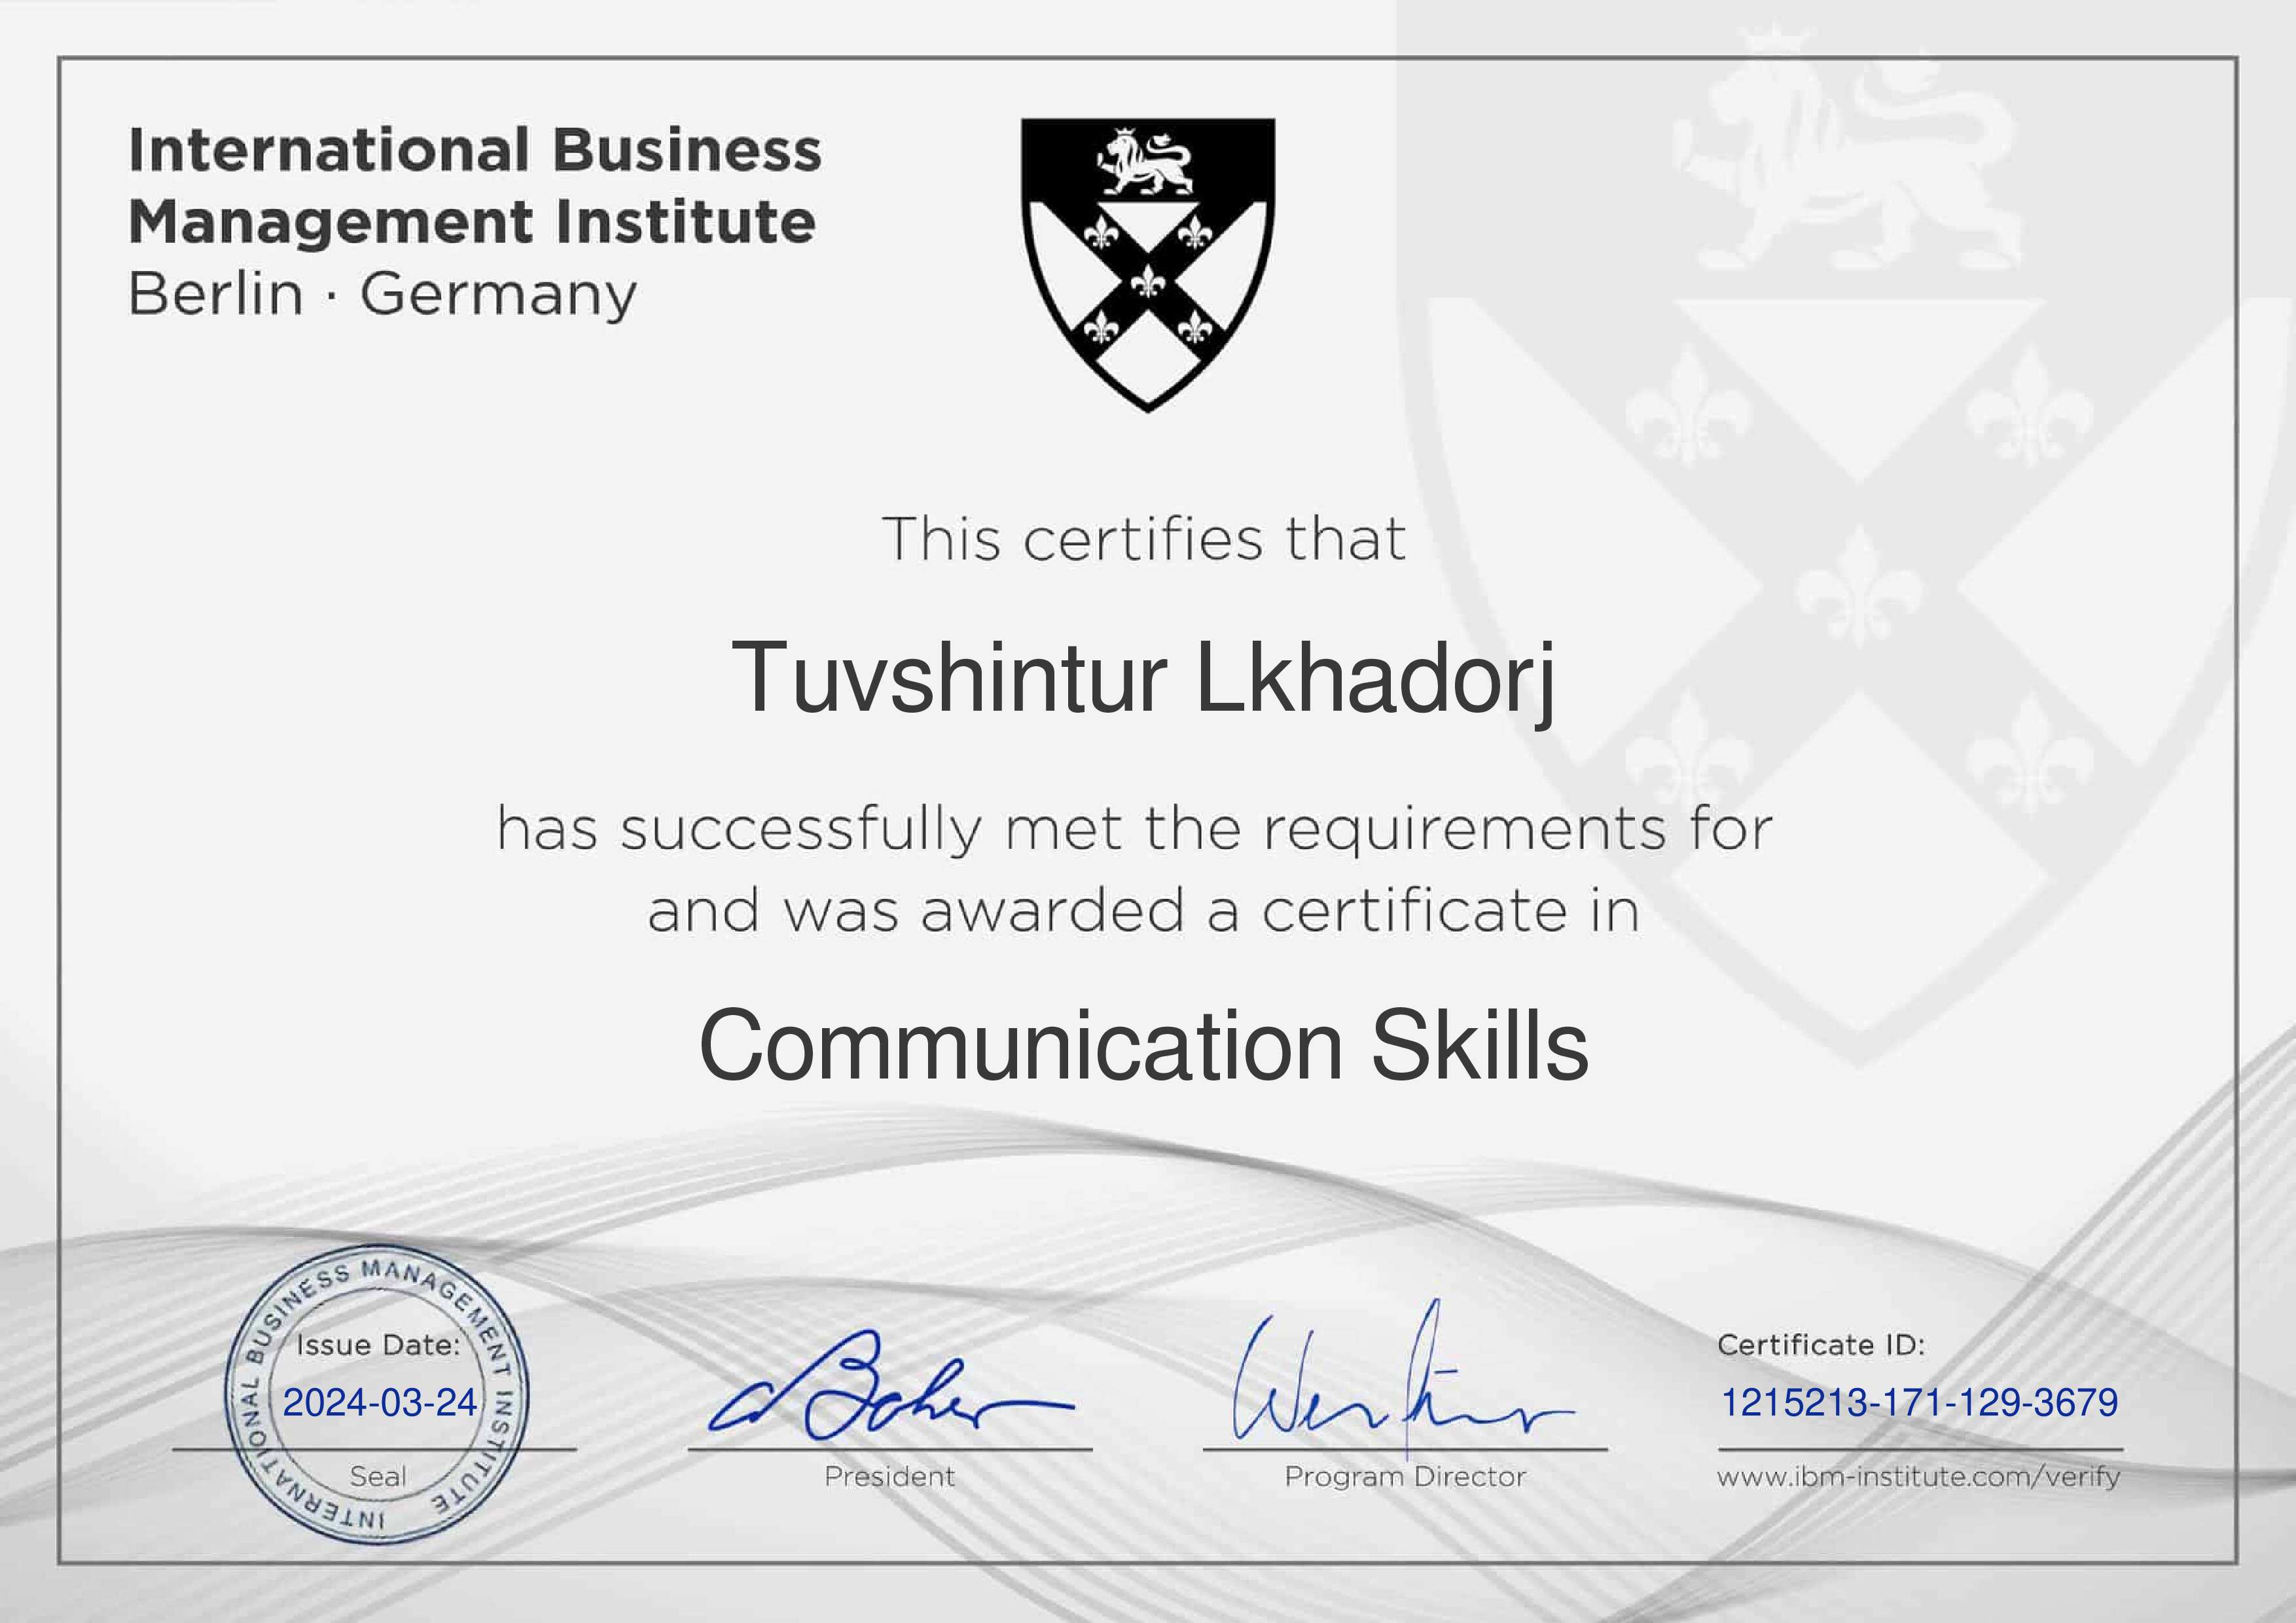 International Business
Management Institute
Berlin · Germany
This certifies that
Tuvshintur Lkhadorj
has successfully met the requirements for
and was awarded a certificate in
Communication Skills
INTERNATIONAL BUSINESS MANAGEMENT INSTITUTE
Issue Date:
2024-03-24
Seal
President
Program Director
Certificate ID:
1215213-171-129-3679
www.ibm-institute.com/verify